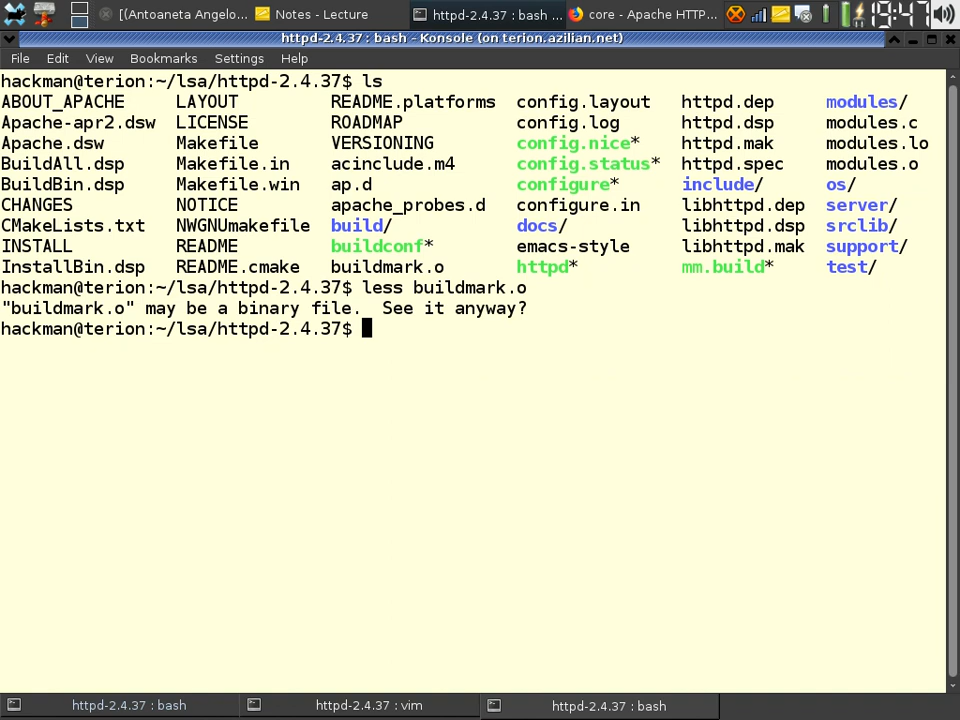 [(Antoaneta Angelo... Notes - Lecture httpd-2.4.37 : bash ... core - Apache HTTP... 19:47
httpd-2.4.37 : bash - Konsole (on terion.azilian.net)
File Edit View Bookmarks Settings Help
hackman@terion:~/lsa/httpd-2.4.37$ ls
ABOUT_APACHE LAYOUT README.platforms config.layout httpd.dep modules/
Apache-apr2.dsw LICENSE ROADMAP config.log httpd.dsp modules.c
Apache.dsw Makefile VERSIONING config.nice* httpd.mak modules.lo
BuildAll.dsp Makefile.in acinclude.m4 config.status* httpd.spec modules.o
BuildBin.dsp Makefile.win ap.d configure* include/ os/
CHANGES NOTICE apache_probes.d configure.in libhttpd.dep server/
CMakeLists.txt NWGNUmakefile build/ docs/ libhttpd.dsp srclib/
INSTALL README buildconf* emacs-style libhttpd.mak support/
InstallBin.dsp README.cmake buildmark.o httpd* mm.build* test/
hackman@terion:~/lsa/httpd-2.4.37$ less buildmark.o
"buildmark.o" may be a binary file.  See it anyway?
hackman@terion:~/lsa/httpd-2.4.37$
httpd-2.4.37 : bash httpd-2.4.37 : vim httpd-2.4.37 : bash